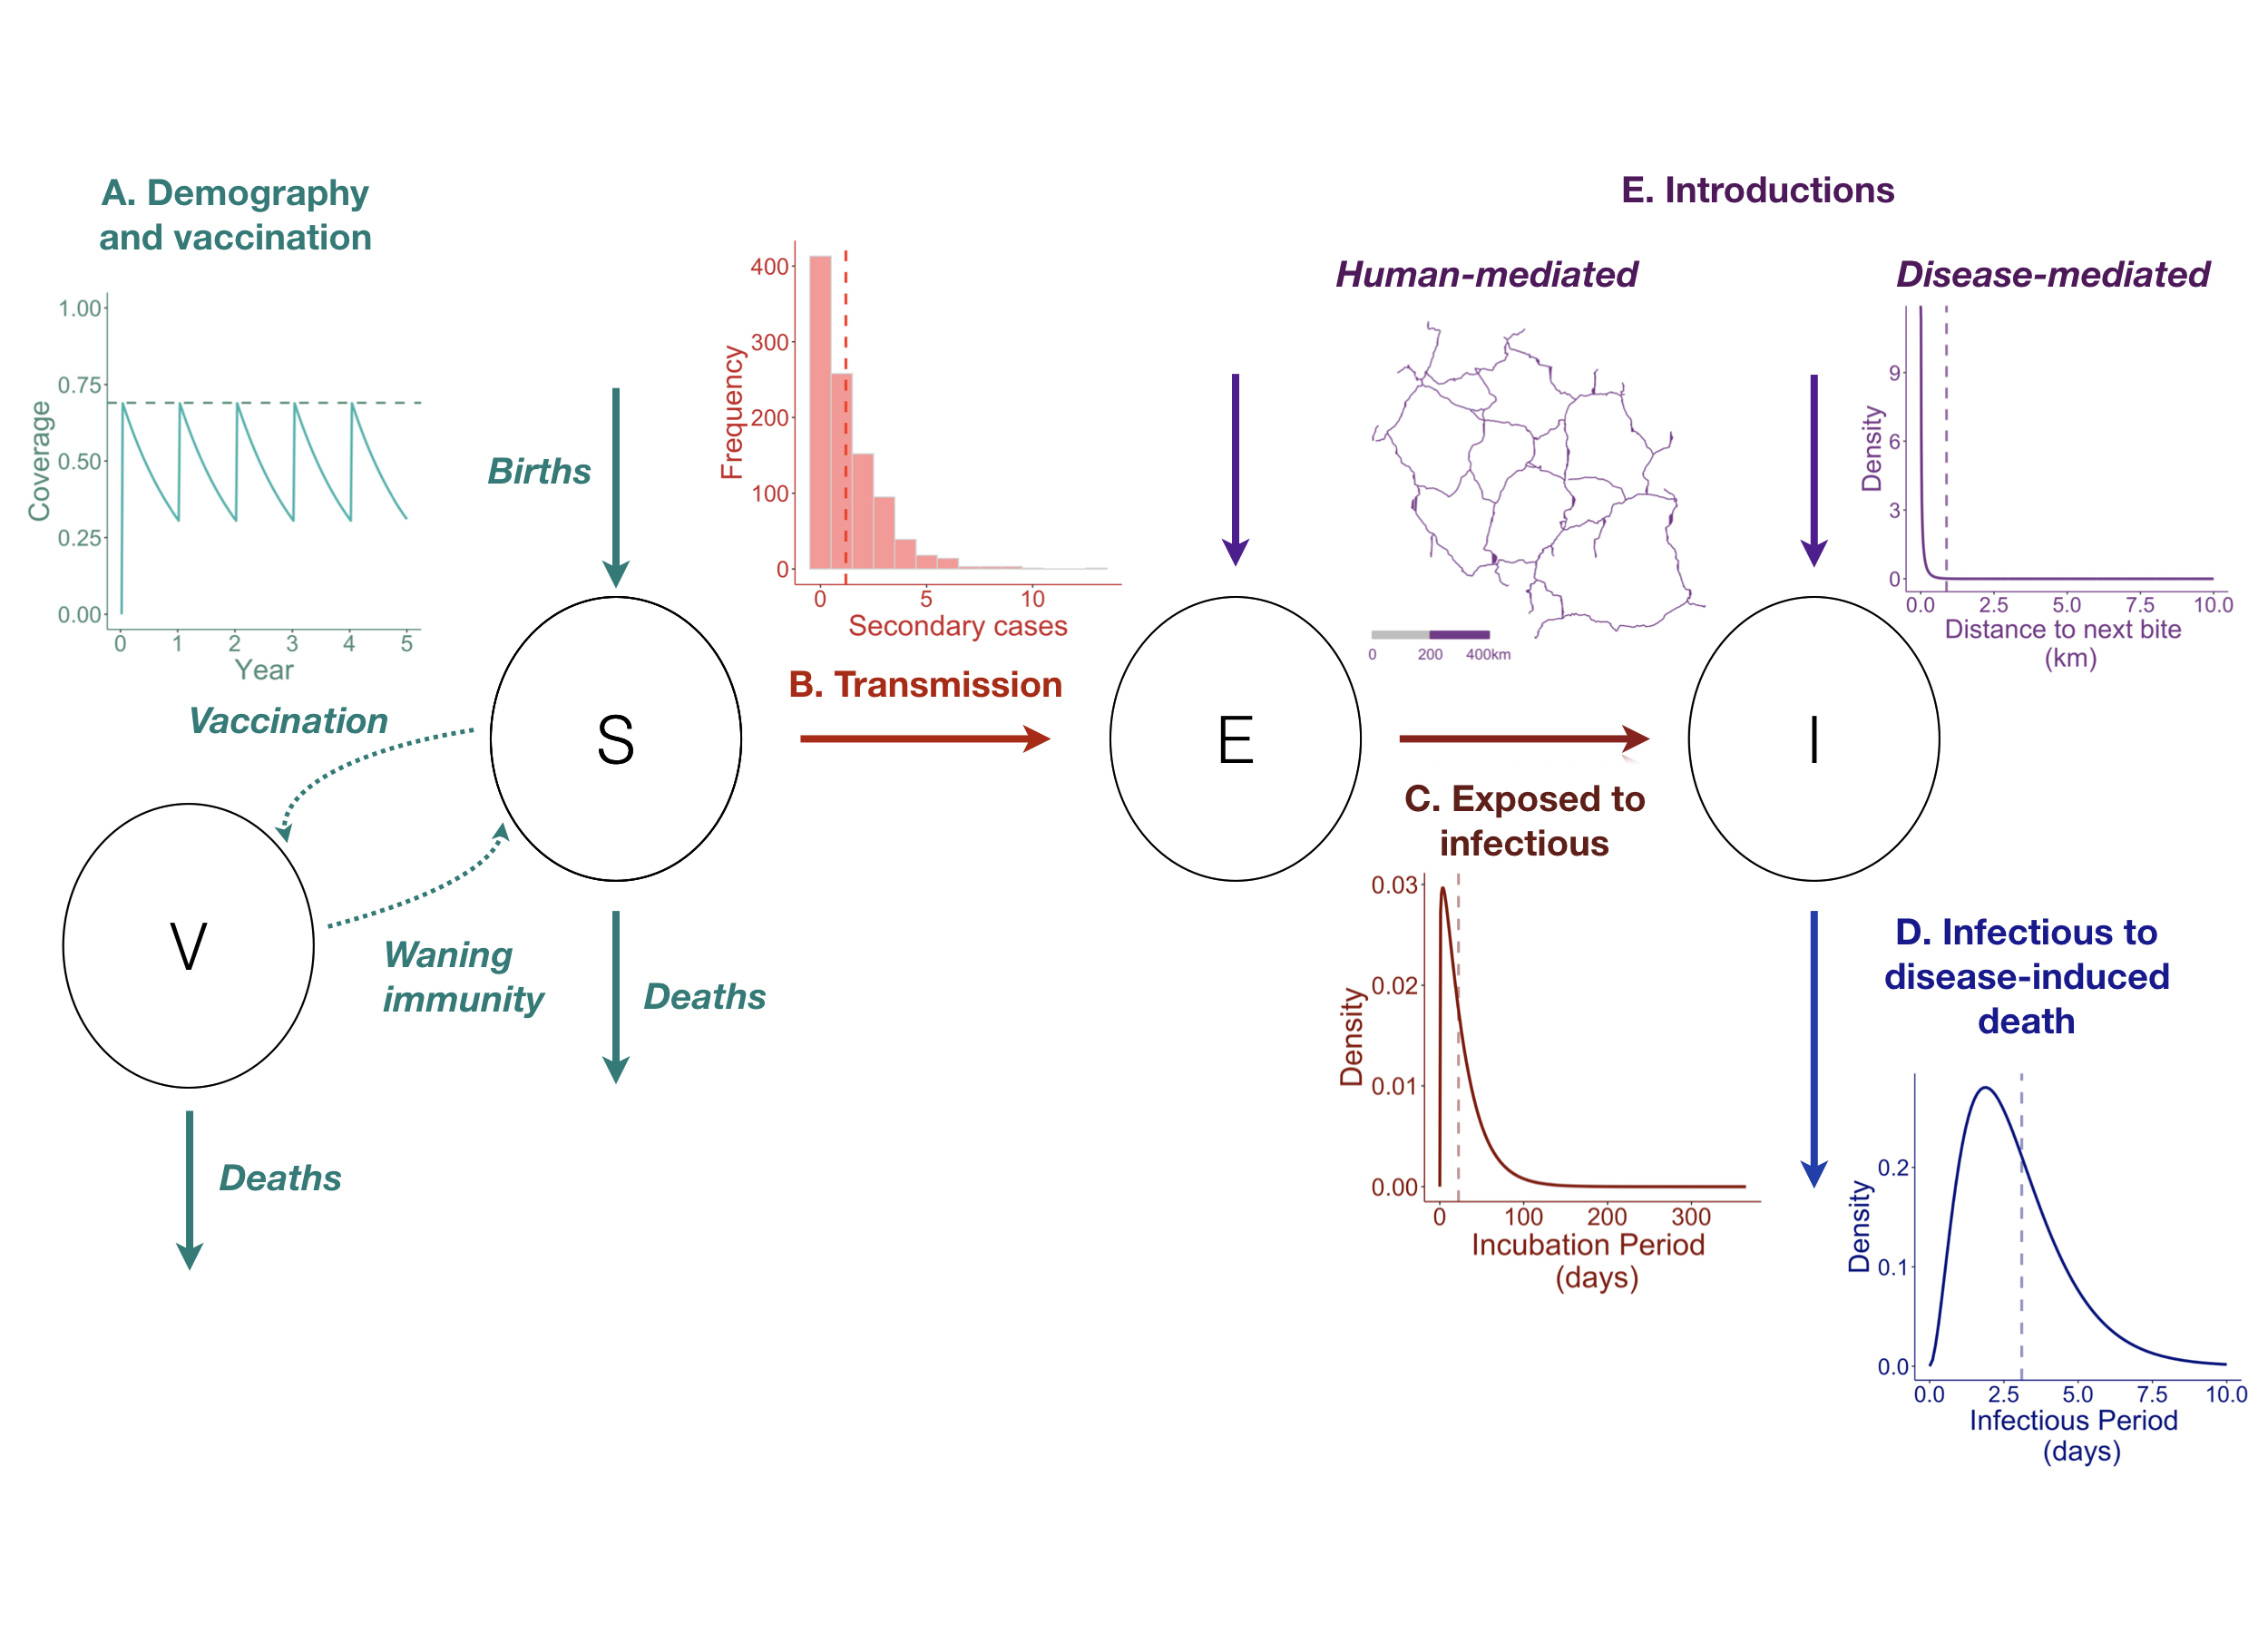 A. Demography
and vaccination
1.00
0.75
0.50
0.25
0.00
Coverage
0 1 2 3 4 5
Year
Births
Vaccination
S
V
Waning
immunity
Deaths
Deaths
400
300
200
100
0
Frequency
0 5 10
Secondary cases
B. Transmission
E
E. Introductions
Human-mediated
0 200 400km
Disease-mediated
9
6
3
0
Density
0.0 2.5 5.0 7.5 10.0
Distance to next bite
(km)
I
C. Exposed to
infectious
0.03
0.02
0.01
0.00
Density
0 100 200 300
Incubation Period
(days)
D. Infectious to
disease-induced
death
0.2
0.1
0.0
Density
0.0 2.5 5.0 7.5 10.0
Infectious Period
(days)